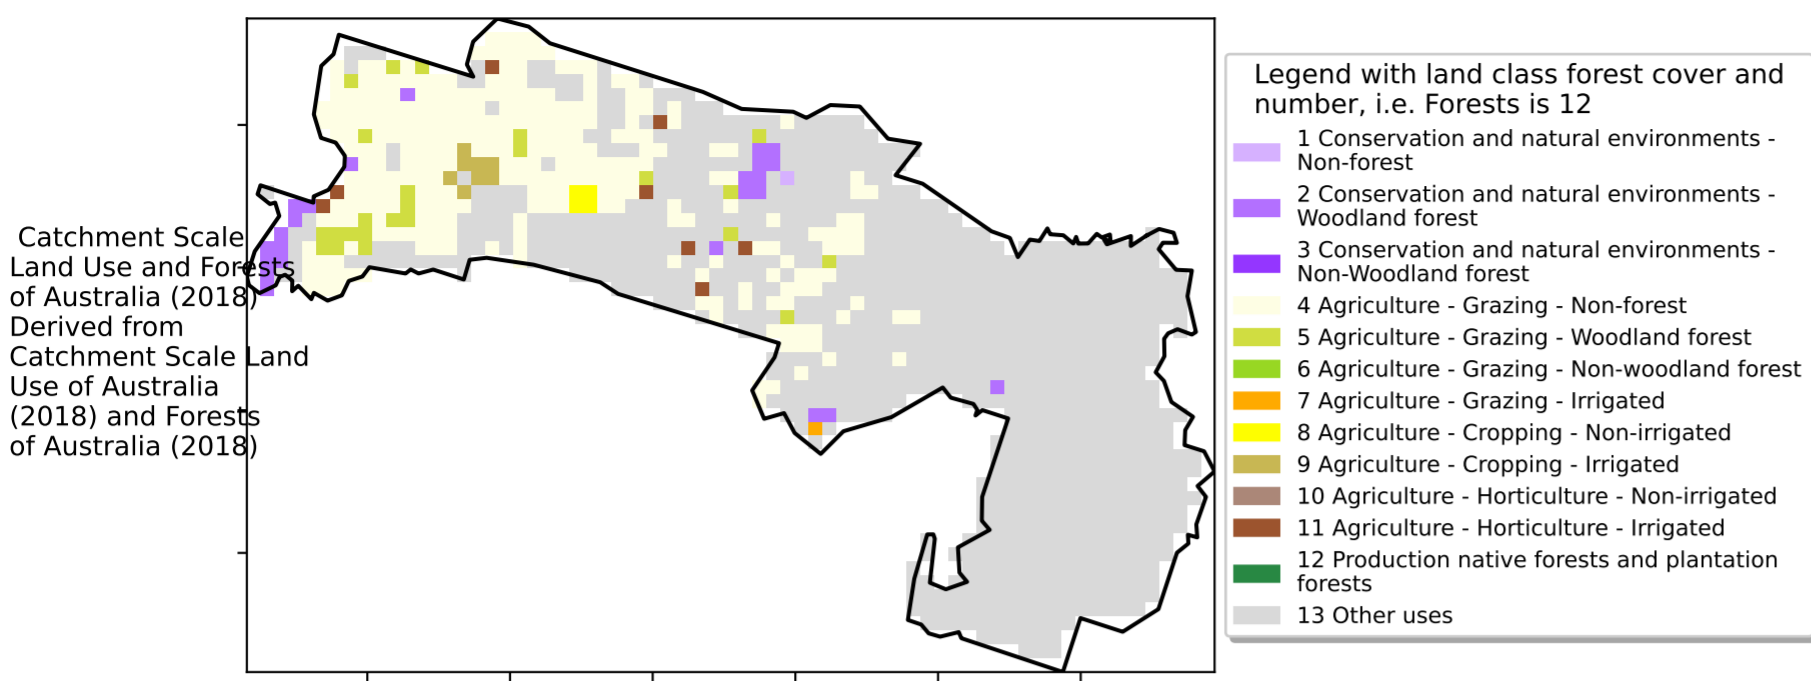 Catchment Scale
Land Use and Forests
of Australia (2018)
Derived from
Catchment Scale Land
Use of Australia
(2018) and Forests
of Australia (2018)
Legend with land class forest cover and
number, i.e. Forests is 12
1 Conservation and natural environments -
Non-forest
2 Conservation and natural environments -
Woodland forest
3 Conservation and natural environments -
Non-Woodland forest
4 Agriculture - Grazing - Non-forest
5 Agriculture - Grazing - Woodland forest
6 Agriculture - Grazing - Non-woodland forest
7 Agriculture - Grazing - Irrigated
8 Agriculture - Cropping - Non-irrigated
9 Agriculture - Cropping - Irrigated
10 Agriculture - Horticulture - Non-irrigated
11 Agriculture - Horticulture - Irrigated
12 Production native forests and plantation
forests
13 Other uses